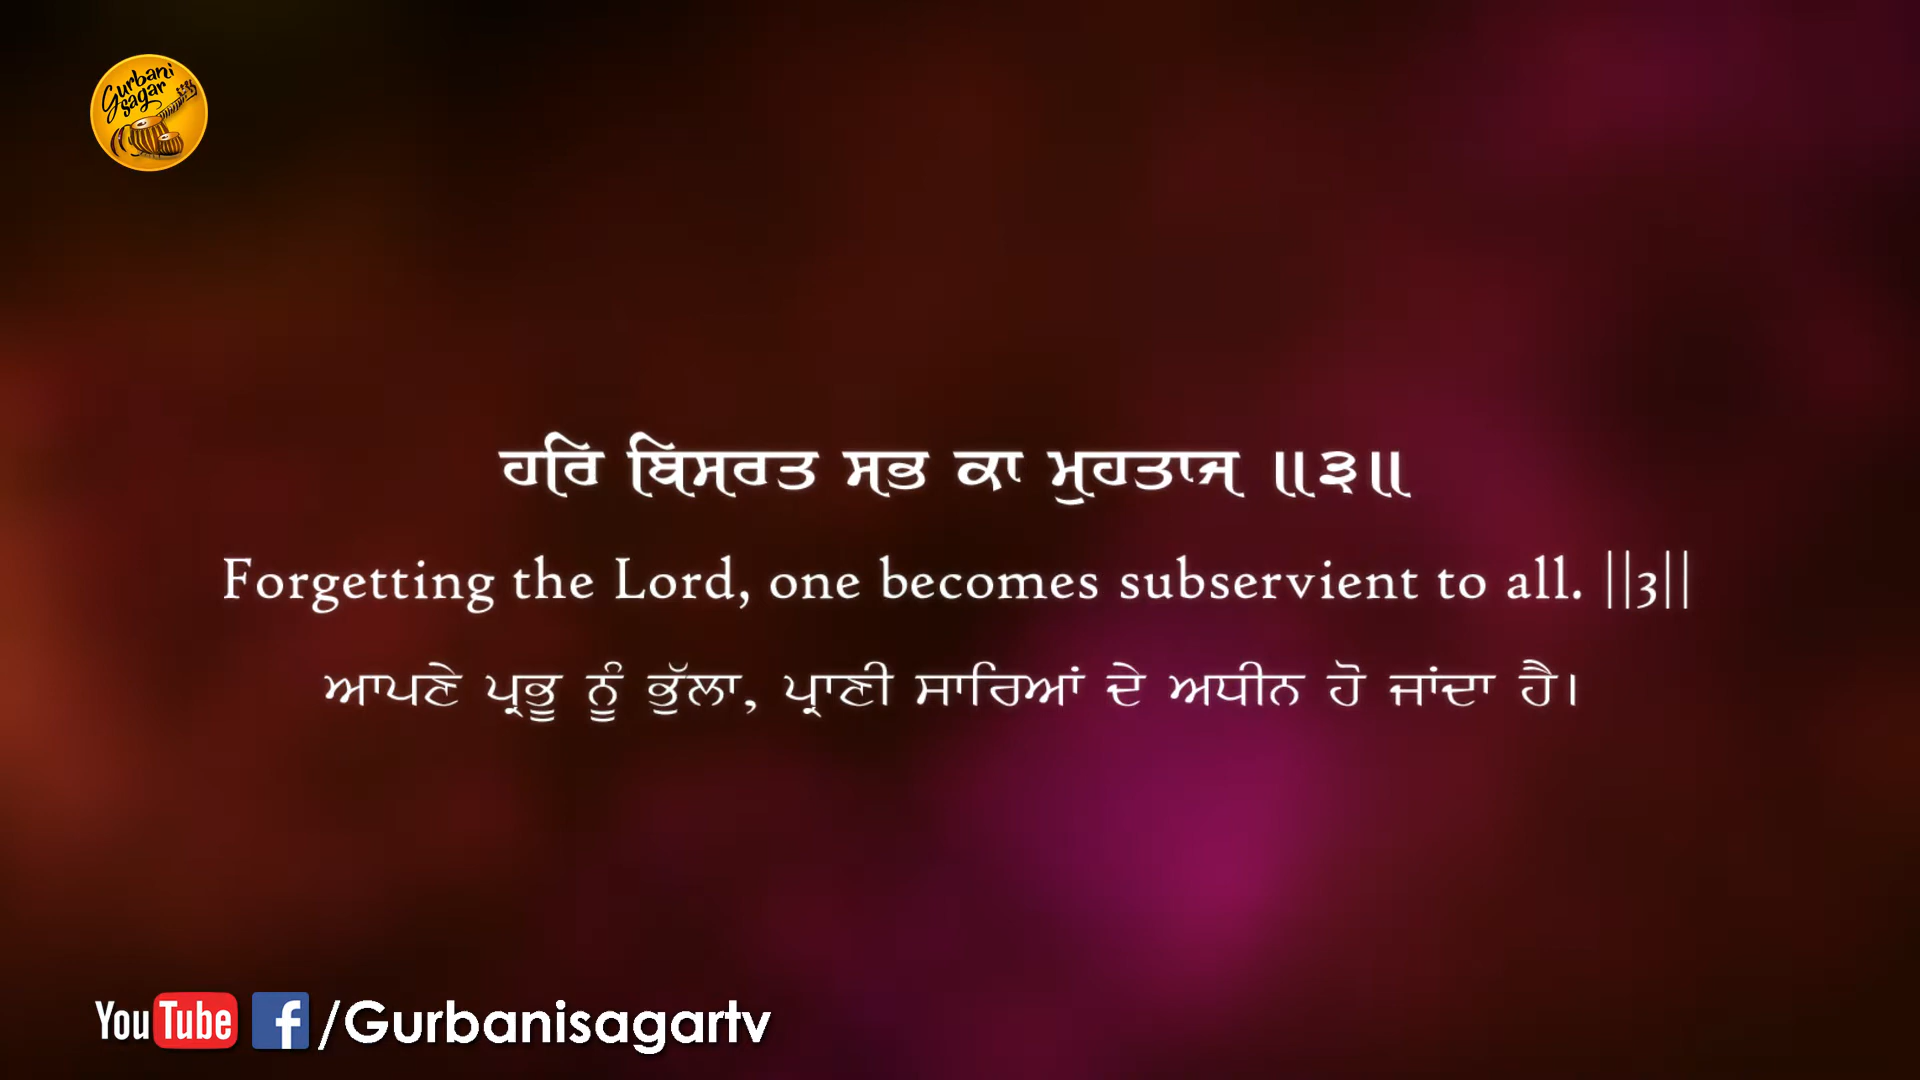 Gurbani
Sagar
ਹਰਿ ਬਿਸਰਤ ਸਭ ਕਾ ਮੁਹਤਾਜ ॥੩॥
Forgetting the Lord, one becomes subservient to all. ||3||
ਆਪਣੇ ਪ੍ਰਭੂ ਨੂੰ ਭੁੱਲਾ, ਪ੍ਰਾਣੀ ਸਾਰਿਆਂ ਦੇ ਅਧੀਨ ਹੋ ਜਾਂਦਾ ਹੈ।
YouTube f /Gurbanisagartv